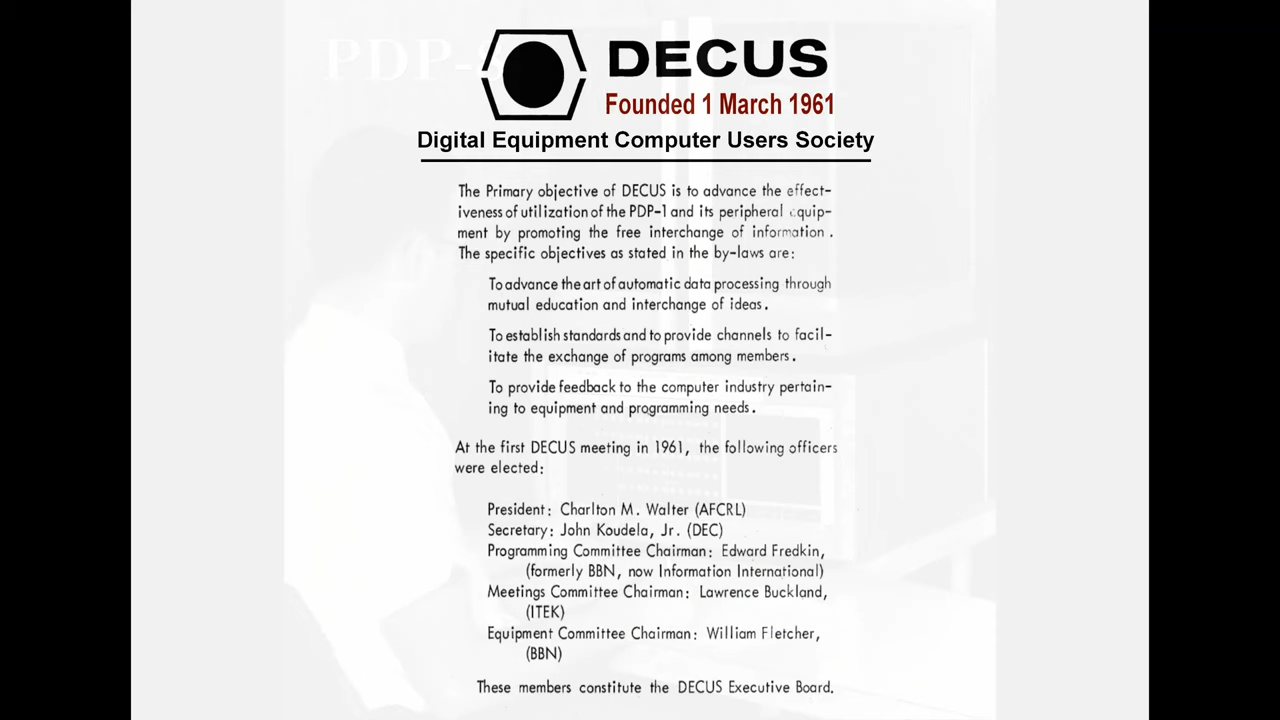 PDP-
DECUS
Founded 1 March 1961
Digital Equipment Computer Users Society
The Primary objective of DECUS is to advance the effect-
iveness of utilization of the PDP-1 and its peripheral equip-
ment by promoting the free interchange of information.
The specific objectives as stated in the by-laws are:
To advance the art of automatic data processing through
mutual education and interchange of ideas.
To establish standards and to provide channels to facil-
itate the exchange of programs among members.
To provide feedback to the computer industry pertain-
ing to equipment and programming needs.
At the first DECUS meeting in 1961, the following officers
were elected:
President: Charlton M. Walter (AFCRL)
Secretary: John Koudela, Jr. (DEC)
Programming Committee Chairman: Edward Fredkin,
(formerly BBN, now Information International)
Meetings Committee Chairman: Lawrence Buckland,
(ITEK)
Equipment Committee Chairman: William Fletcher,
(BBN)
These members constitute the DECUS Executive Board.